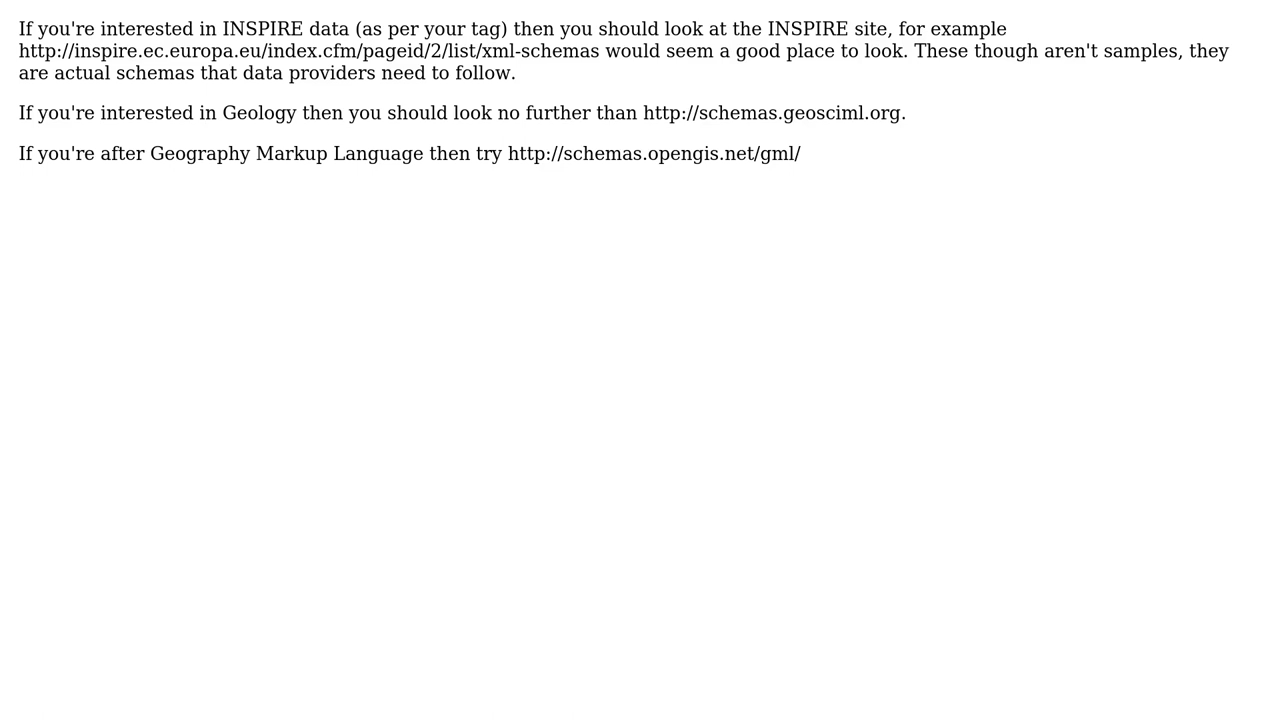 If you're interested in INSPIRE data (as per your tag) then you should look at the INSPIRE site, for example
http://inspire.ec.europa.eu/index.cfm/pageid/2/list/xml-schemas would seem a good place to look. These though aren't samples, they
are actual schemas that data providers need to follow.
If you're interested in Geology then you should look no further than http://schemas.geosciml.org.
If you're after Geography Markup Language then try http://schemas.opengis.net/gml/